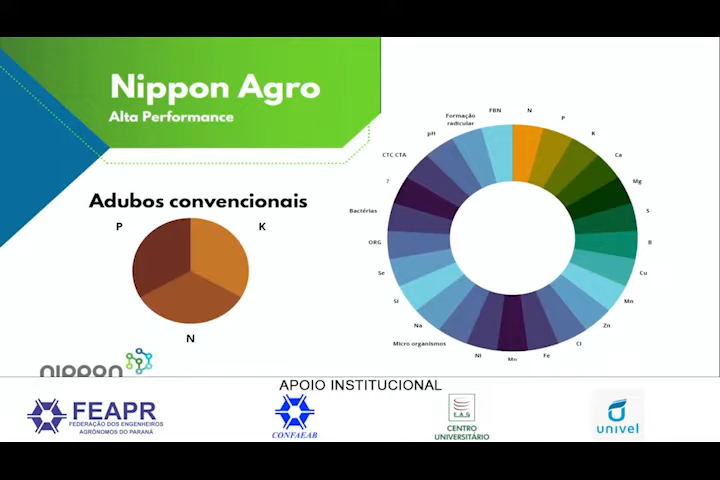 Nippon Agro
Alta Performance
Adubos convencionais
P
K
N
FBN
N
P
K
Ca
Mg
S
B
Cu
Mn
Zn
Cl
Fe
Mn
Ni
Micro organismos
Na
Si
Se
ORG
Bactérias
?
CTC CTA
pH
Formação
radicular
nippon
APOIO INSTITUCIONAL
FEAPR
FEDERAÇÃO DOS ENGENHEIROS
AGRÔNOMOS DO PARANÁ
CONFAEAB
CENTRO
UNIVERSITÁRIO
univel